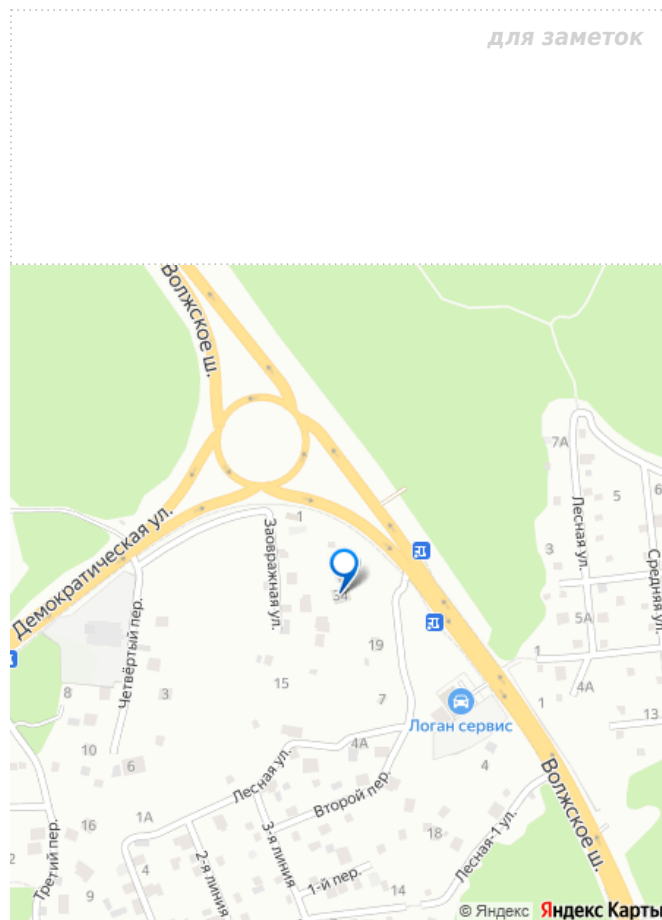 для заметок
Волжское ш.
7А
6
5
Лесная ул.
Демократическая ул.
1
Заовражная ул.
3
Средняя ул.
34
Четвёртый пер.
5А
19
1
15
8
3
7
4А
1
13
Логан сервис
10
6
4А
4
Волжское ш.
Лесная ул.
Второй пер.
1А
16
3-я линия
18
Лесная-1 ул.
Третий пер.
2
4
2-я линия
1-й пер.
9
14
© Яндекс Яндекс Карты